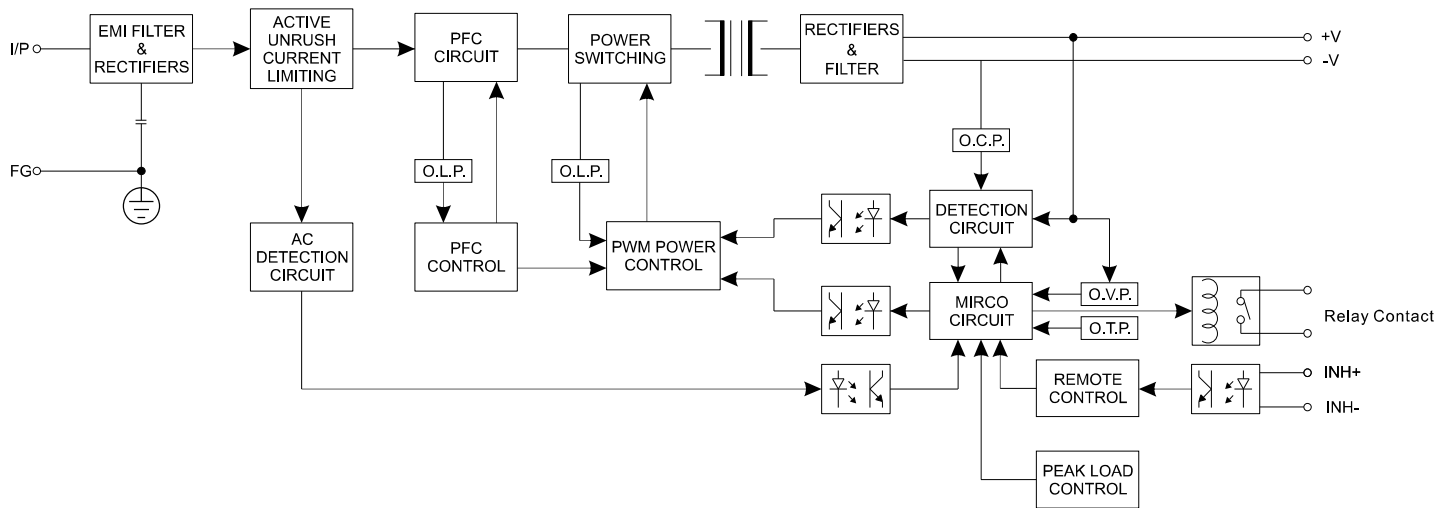 I/P
EMI FILTER
&
RECTIFIERS
ACTIVE
UNRUSH
CURRENT
LIMITING
PFC
CIRCUIT
POWER
SWITCHING
RECTIFIERS
&
FILTER
+V
-V
FG
O.L.P.
O.L.P.
O.C.P.
AC
DETECTION
CIRCUIT
PFC
CONTROL
PWM POWER
CONTROL
DETECTION
CIRCUIT
MIRCO
CIRCUIT
O.V.P.
O.T.P.
Relay Contact
REMOTE
CONTROL
INH+
INH-
PEAK LOAD
CONTROL